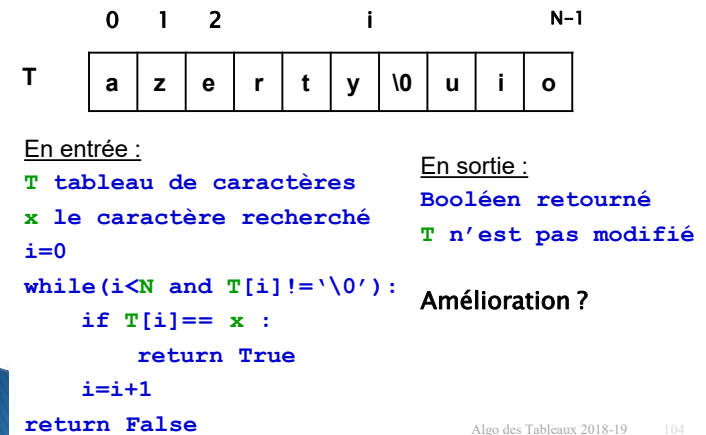 0 1 2 i N-1
T a z e r t y \0 u i o
En entrée :
T tableau de caractères
x le caractère recherché
i=0
while(i<N and T[i]!=‘\0’):
if T[i]== x :
return True
i=i+1
return False
En sortie :
Booléen retourné
T n’est pas modifié
Amélioration ?
Algo des Tableaux 2018-19 104